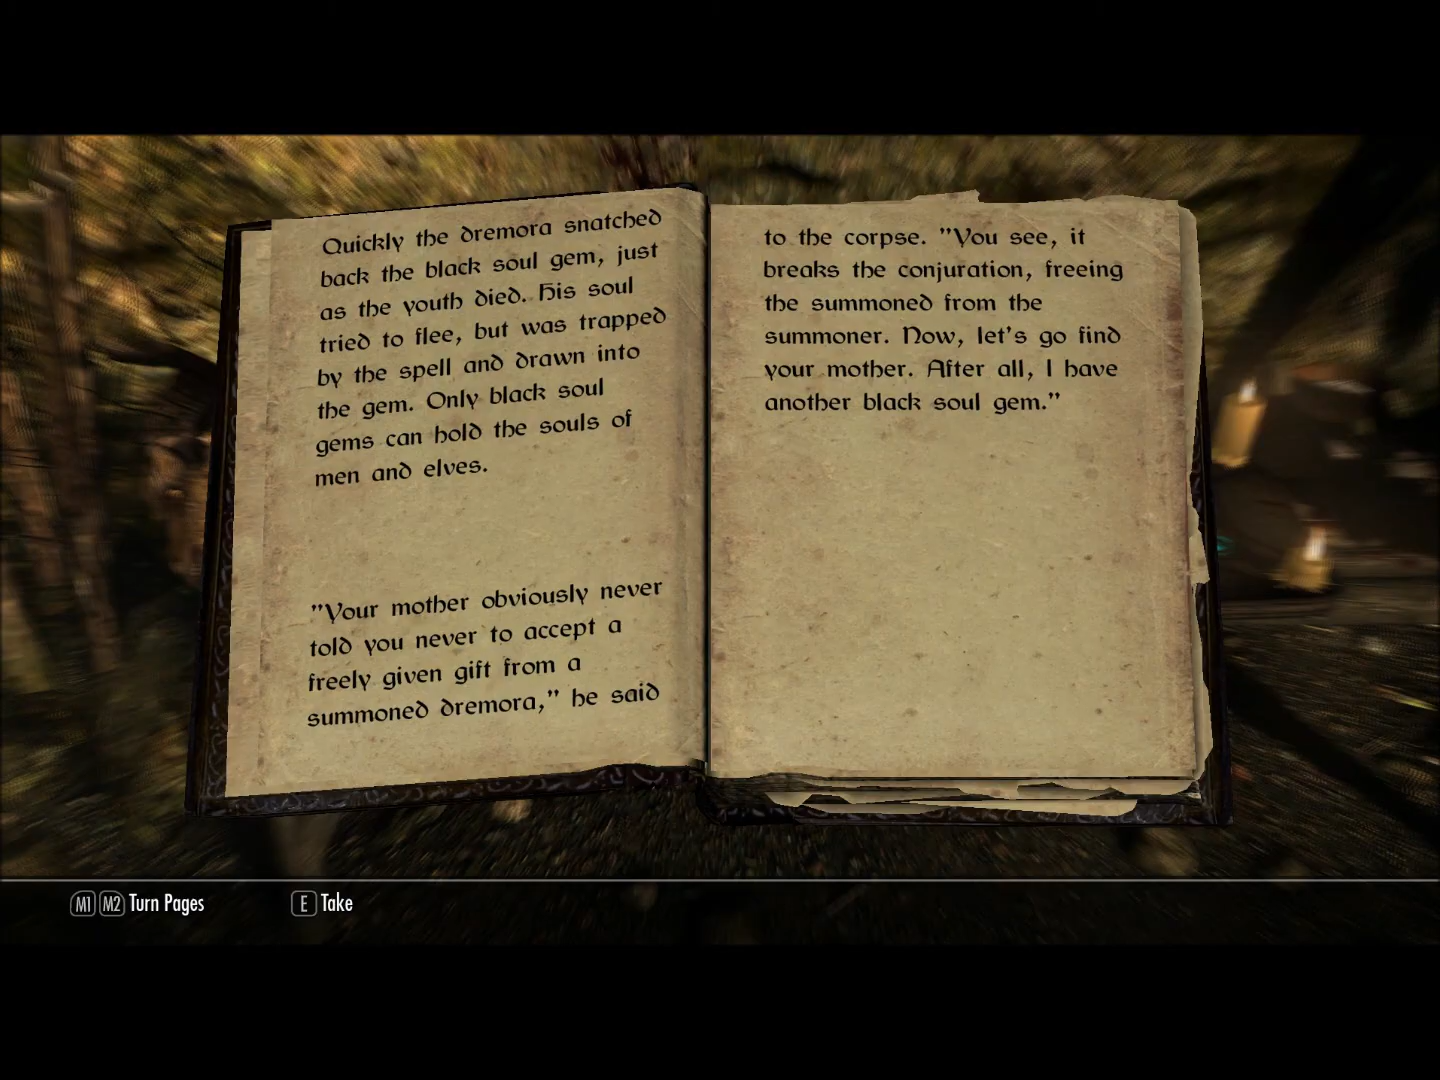 Quickly the dremora snatched
back the black soul gem, just
as the youth died. His soul
tried to flee, but was trapped
by the spell and drawn into
the gem. Only black soul
gems can hold the souls of
men and elves.
"Your mother obviously never
told you never to accept a
freely given gift from a
summoned dremora," he said
to the corpse. "You see, it
breaks the conjuration, freeing
the summoned from the
summoner. Now, let's go find
your mother. After all, I have
another black soul gem."
M1 M2 Turn Pages E Take